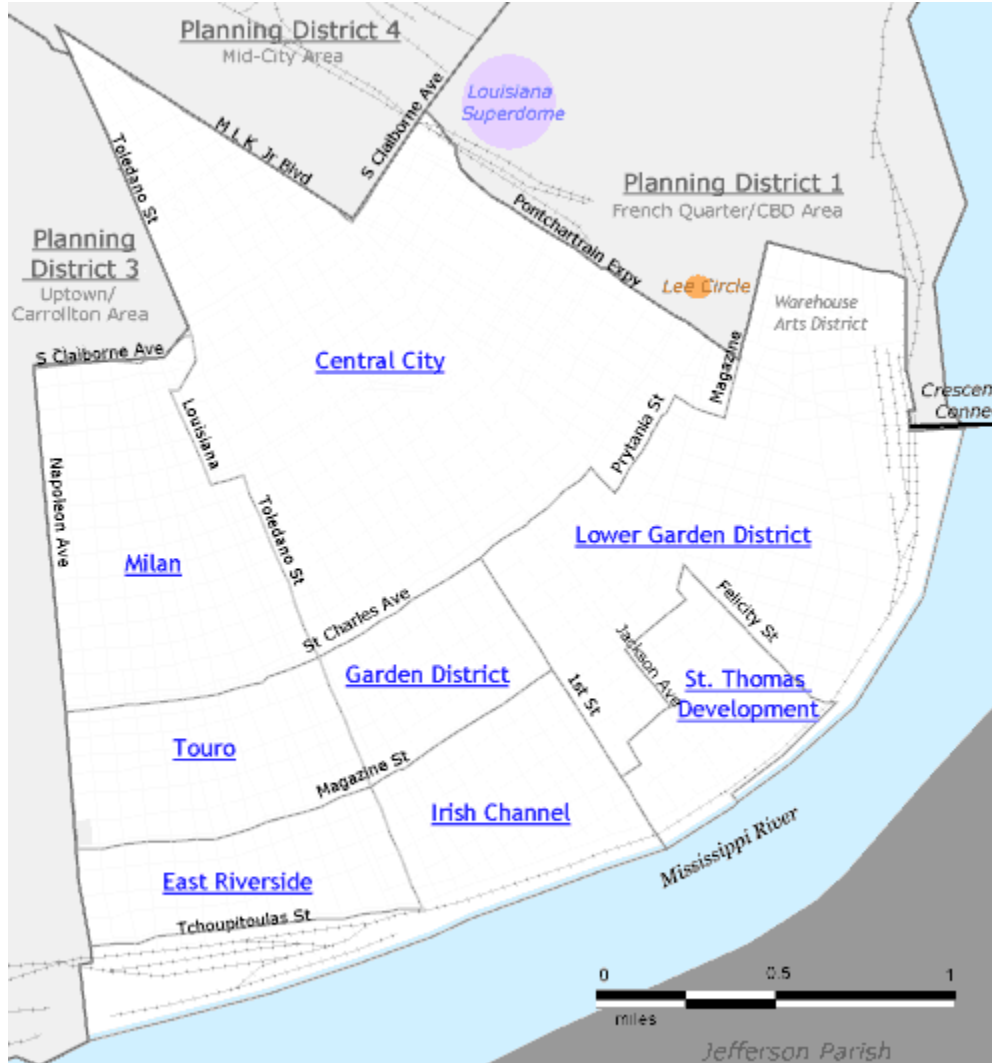 Planning District 4
Mid-City Area
Louisiana
Superdome
S Claiborne Ave
M L K Jr Blvd
Toledano St
Planning District 1
French Quarter/CBD Area
Pontchartrain Expy
Planning
District 3
Uptown/
Carrollton Area
Lee Circle
Warehouse
Arts District
S Claiborne Ave
Central City
Magazine
Crescen
Conne
Prytania St
Louisiana
Napoleon Ave
Toledano St
Lower Garden District
Milan
St Charles Ave
Felicity St
Jackson Ave
Garden District
1st St
St. Thomas
Development
Touro
Magazine St
Irish Channel
Mississippi River
East Riverside
Tchoupitoulas St
0 0.5 1
miles
Jefferson Parish